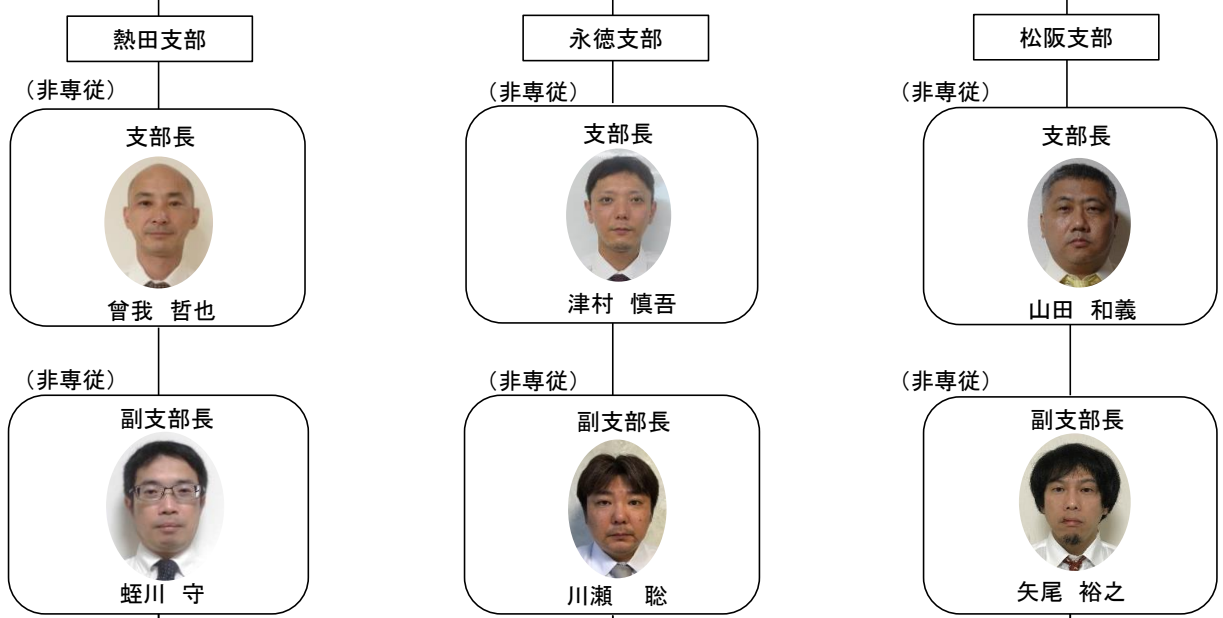 熱田支部
(非専従)
支部長
曾我 哲也
(非専従)
副支部長
蛭川 守
永徳支部
(非専従)
支部長
津村 慎吾
(非専従)
副支部長
川瀬 聡
松阪支部
(非専従)
支部長
山田 和義
(非専従)
副支部長
矢尾 裕之